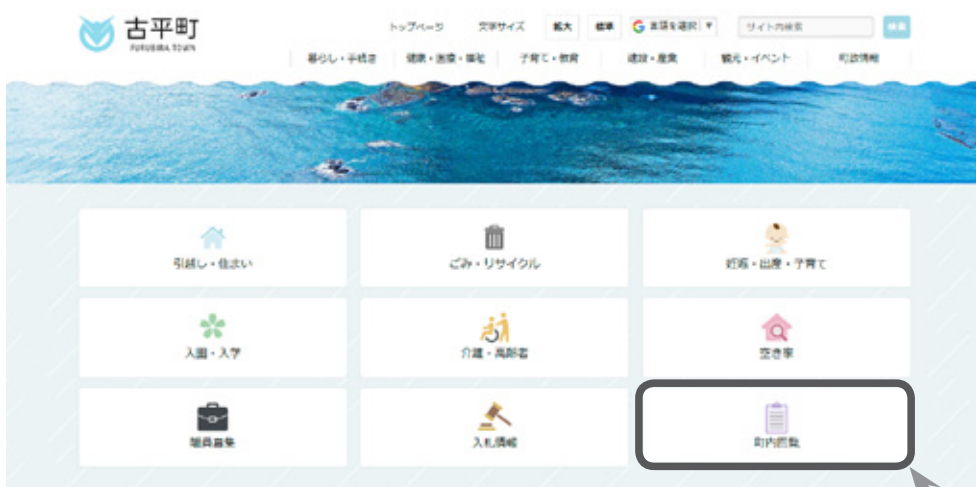 古平町
FURUBIRA TOWN
トップページ 文字サイズ 拡大 標準 G 言語を選択 ▼ サイト内検索 検索
暮らし・手続き 健康・医療・福祉 子育て・教育 建設・産業 観光・イベント 町政情報
引越し・住まい ごみ・リサイクル 妊娠・出産・子育て
入園・入学 介護・高齢者 空き家
職員募集 入札情報 町内回覧